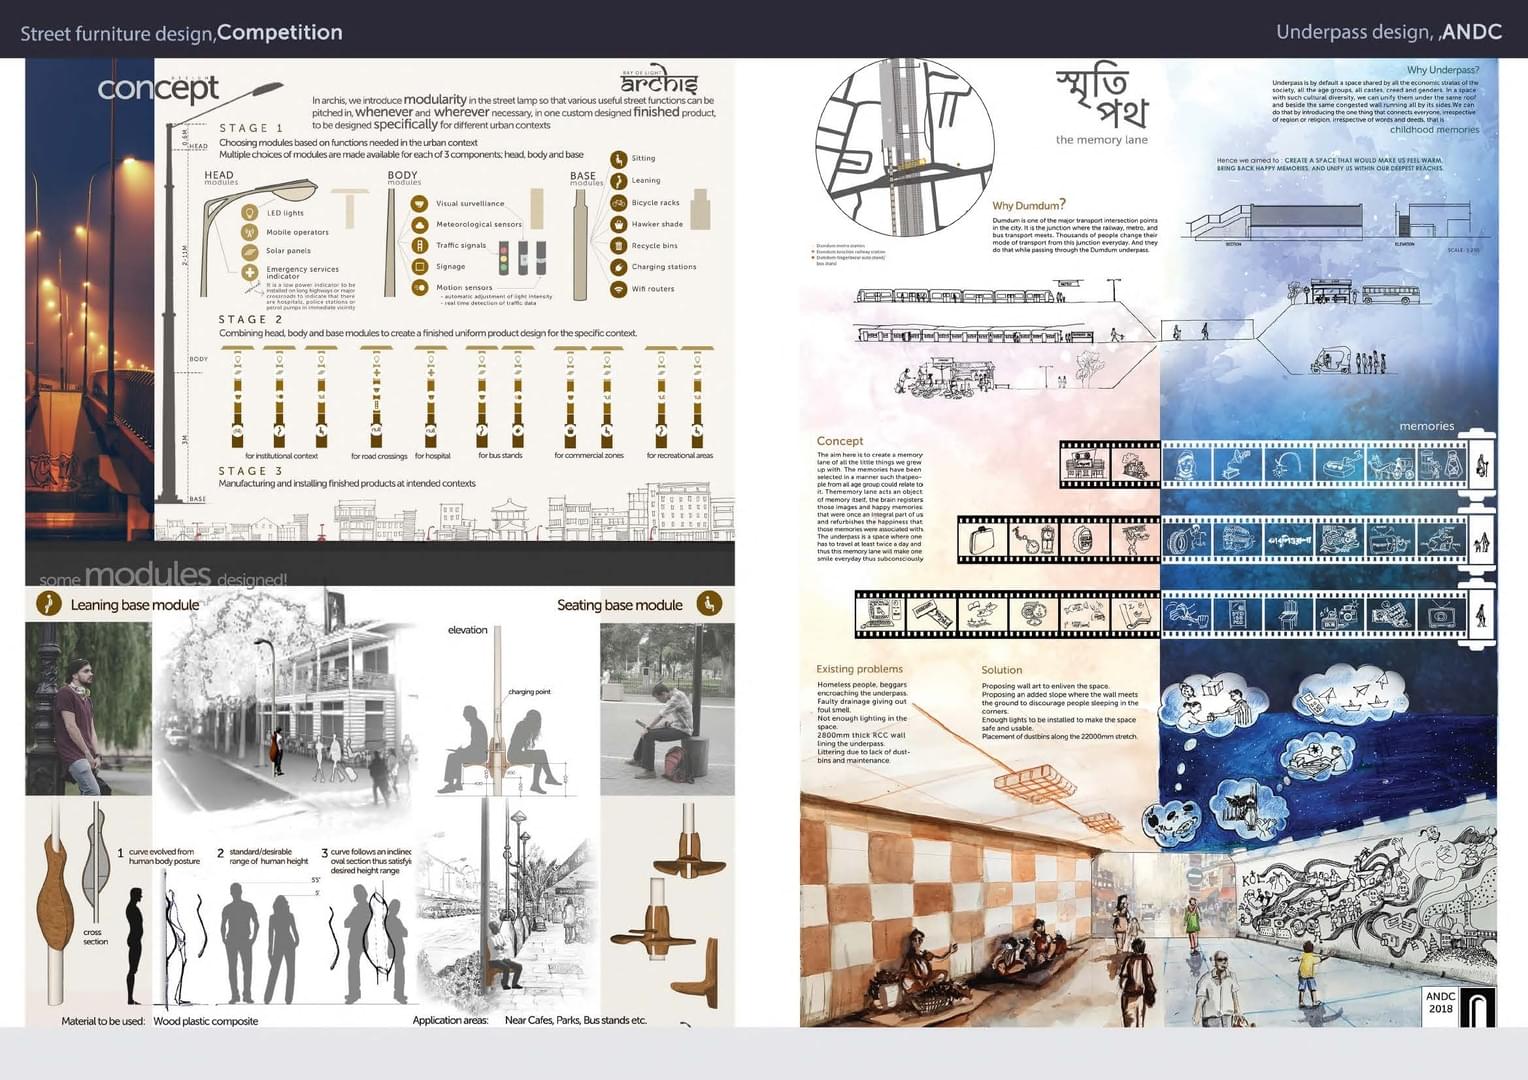 Street furniture design,Competition
Underpass design, ,ANDC
DESIGN
concept
RAY OF LIGHT
archis
In archis, we introduce modularity in the street lamp so that various useful street functions can be
pitched in, whenever and wherever necessary, in one custom designed finished product,
to be designed specifically for different urban contexts
STAGE 1
Choosing modules based on functions needed in the urban context
Multiple choices of modules are made available for each of 3 components; head, body and base
0.6M
HEAD
2-11M
BODY
3M
BASE
HEAD
modules
LED lights
Mobile operators
Solar panels
Emergency services
indicator
It is a low power indicator to be
installed on long highways or major
crossroads to indicate that there
are hospitals, police stations or
petrol pumps in immediate vicinity
BODY
modules
Visual surveillance
Meteorological sensors
Traffic signals
Signage
Motion sensors
- automatic adjustment of light intensity
- real time detection of traffic data
BASE
modules
Sitting
Leaning
Bicycle racks
Hawker shade
Recycle bins
Charging stations
Wifi routers
STAGE 2
Combining head, body and base modules to create a finished uniform product design for the specific context.
for institutional context
for road crossings
for hospital
for bus stands
for commercial zones
for recreational areas
STAGE 3
Manufacturing and installing finished products at intended contexts
some modules designed!
Leaning base module
Seating base module
elevation
charging point
cross
section
1 curve evolved from
human body posture
2 standard/desirable
range of human height
5'5"
5'
3 curve follows an inclined
oval section thus satisfyi
desired height range
Material to be used: Wood plastic composite
Application areas: Near Cafes, Parks, Bus stands etc.
স্মৃতি
পথ
the memory lane
Dumdum metro station
Dumdum Junction railway station
bus stand
Why Dumdum?
Dumdum is one of the major transport intersection points
in the city. It is the junction where the railway, metro, and
bus transport meets. Thousands of people change their
mode of transport from this junction everyday. And they
do that while passing through the Dumdum underpass.
Why Underpass?
Underpass is by default a space shared by all the economic stratas of the
society, all the age groups, all castes, creed and genders. In a space
with such cultural diversity, we can unify them under the same roof
and beside the same congested wall running all by its sides.We can
do that by introducing the one thing that connects everyone, irrespective
of region or religion, irrespective of words and deeds, that is
childhood memories
Hence we aimed to : CREATE A SPACE THAT WOULD MAKE US FEEL WARM,
BRING BACK HAPPY MEMORIES, AND UNIFY US WITHIN OUR DEEPEST REACHES.
SECTION
ELEVATION
SCALE: 1:250
memories
Concept
The aim here is to create a memory
lane of all the little things we grew
up with. The memories have been
selected in a manner such thatpeo-
ple from all age group could relate to
it. Thememory lane acts an object
of memory itself, the brain registers
those images and happy memories
that were once an integral part of us
and refurbishes the happiness that
those memories were associated with.
The underpass is a space where one
has to travel at least twice a day and
thus this memory lane will make one
smile everyday thus subconsciously
Existing problems
Homeless people, beggars
encroaching the underpass.
Faulty drainage giving out
foul smell.
Not enough lighting in the
space.
2800mm thick RCC wall
lining the underpass.
Littering due to lack of dust-
bins and maintenance.
Solution
Proposing wall art to enliven the space.
Proposing an added slope where the wall meets
the ground to discourage people sleeping in the
corners.
Enough lights to be installed to make the space
safe and usable.
Placement of dustbins along the 22000mm stretch.
ANDC
2018